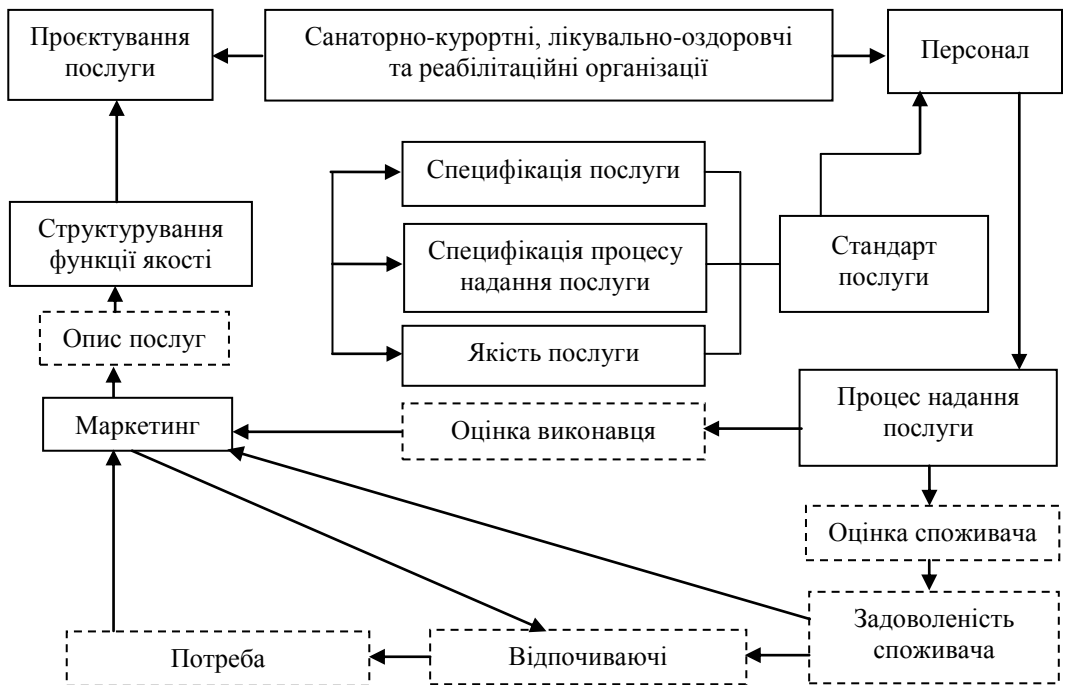 Проєктування
послуги
Санаторно-курортні, лікувально-оздоровчі
та реабілітаційні організації
Персонал
Специфікація послуги
Структурування
функції якості
Специфікація процесу
надання послуги
Стандарт
послуги
Опис послуг
Якість послуги
Маркетинг
Оцінка виконавця
Процес надання
послуги
Оцінка споживача
Задоволеність
споживача
Потреба
Відпочиваючі